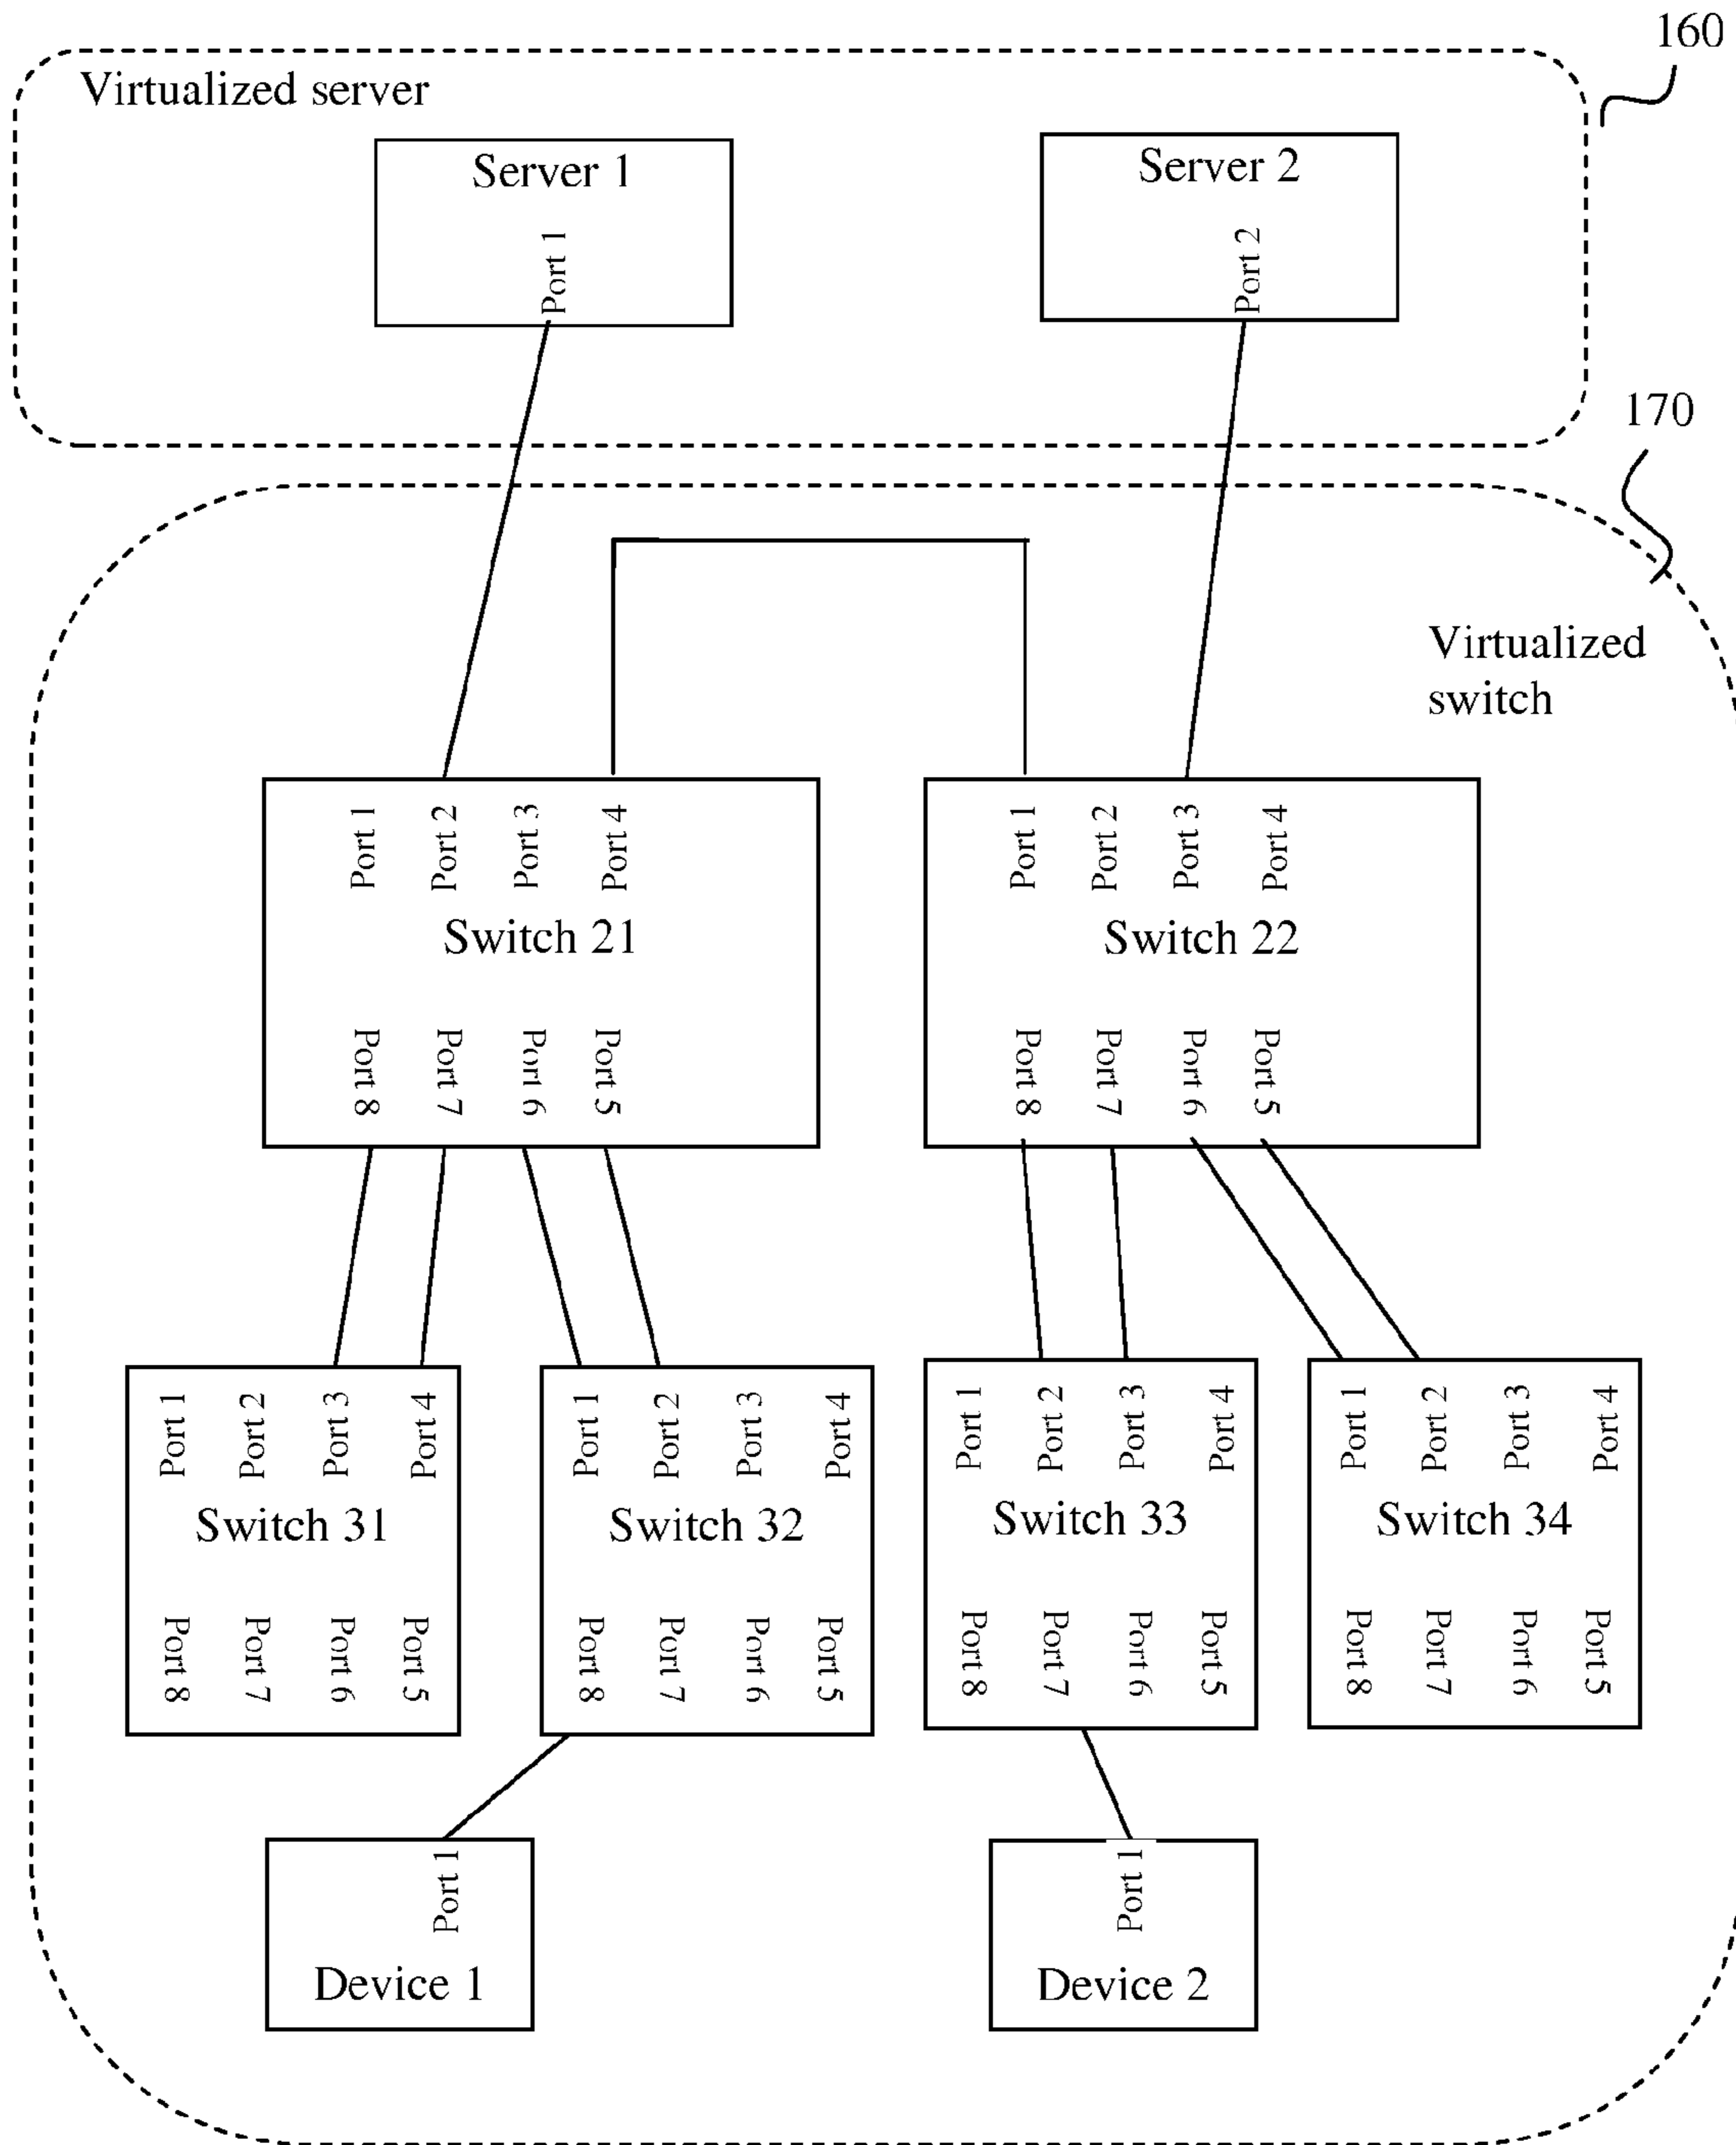 160
Virtualized server
Server 1
Port 1
Server 2
Port 2
170
Virtualized
switch
Port 1
Port 2
Port 3
Port 4
Switch 21
Port 8
Port 7
Port 6
Port 5
Port 1
Port 2
Port 3
Port 4
Switch 22
Port 8
Port 7
Port 6
Port 5
Port 1
Port 2
Port 3
Port 4
Switch 31
Port 8
Port 7
Port 6
Port 5
Port 1
Port 2
Port 3
Port 4
Switch 32
Port 8
Port 7
Port 6
Port 5
Port 1
Port 2
Port 3
Port 4
Switch 33
Port 8
Port 7
Port 6
Port 5
Port 1
Port 2
Port 3
Port 4
Switch 34
Port 8
Port 7
Port 6
Port 5
Port 1
Device 1
Port 1
Device 2